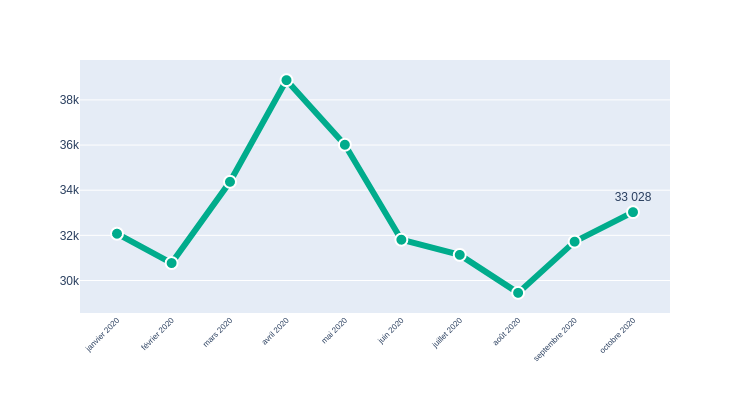 38k
36k
34k
32k
30k
33 028
janvier 2020
février 2020
mars 2020
avril 2020
mai 2020
juin 2020
juillet 2020
août 2020
septembre 2020
octobre 2020